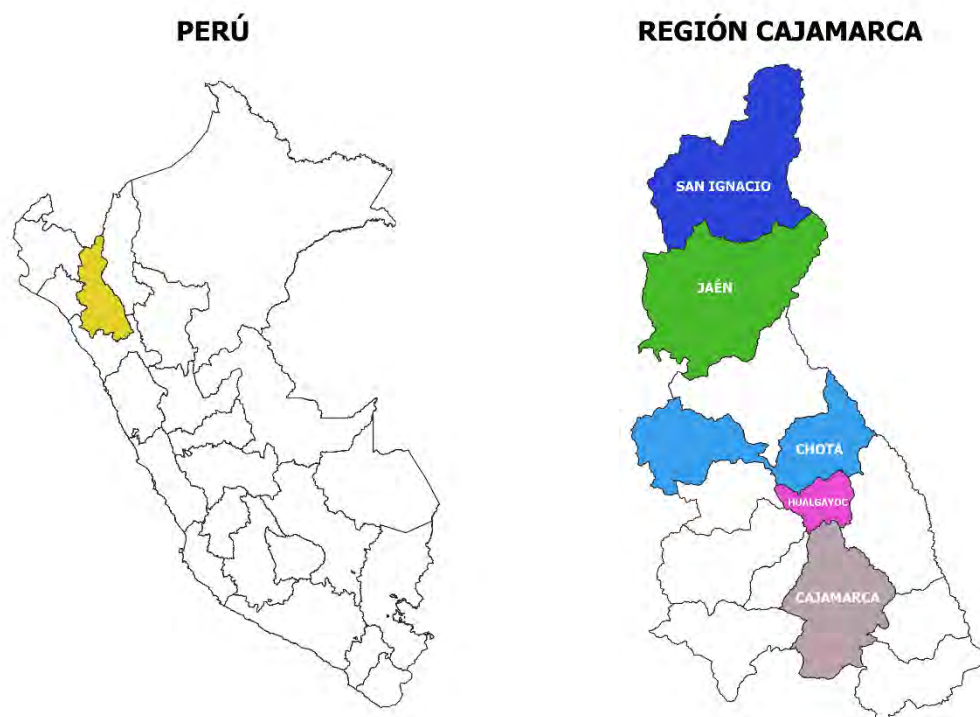 PERÚ
REGIÓN CAJAMARCA
SAN IGNACIO
JAÉN
CHOTA
HUALGAYOC
CAJAMARCA